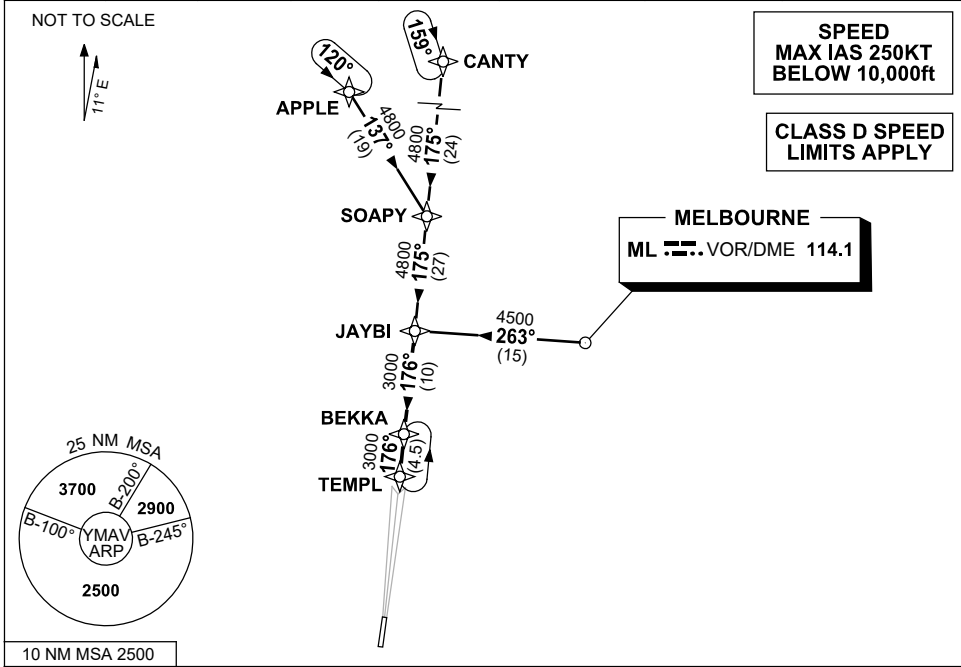 NOT TO SCALE
11° E
SPEED
MAX IAS 250KT
BELOW 10,000ft
CLASS D SPEED
LIMITS APPLY
120°
APPLE
159°
CANTY
4800
137°
(19)
4800
175°
(24)
SOAPY
4800
175°
(27)
MELBOURNE
ML VOR/DME 114.1
JAYBI
4500
263°
(15)
3000
176°
(10)
BEKKA
3000
176°
(4.5)
TEMPL
25 NM MSA
3700
B-200°
2900
B-100°
YMAV
ARP
B-245°
2500
10 NM MSA 2500